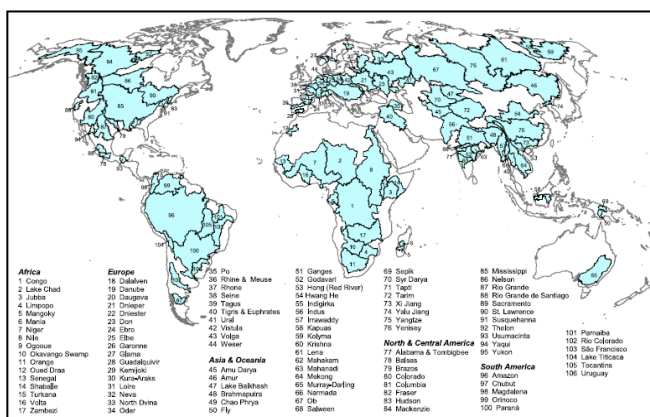 Africa
1 Congo
2 Lake Chad
3 Jubba
4 Limpopo
5 Mangoky
6 Mania
7 Niger
8 Nile
9 Ogooue
10 Okavango Swamp
11 Orange
12 Oued Draa
13 Senegal
14 Shaballe
15 Turkana
16 Volta
17 Zambezi
Europe
18 Dalalven
19 Danube
20 Daugava
21 Dnieper
22 Dniester
23 Don
24 Ebro
25 Elbe
26 Garonne
27 Glama
28 Guadalquivir
29 Kemijoki
30 Kura-Araks
31 Loire
32 Neva
33 North Dvina
34 Oder
35 Po
36 Rhine & Meuse
37 Rhone
38 Seine
39 Tagus
40 Tigris & Euphrates
41 Ural
42 Vistula
43 Volga
44 Weser
Asia & Oceania
45 Amu Darya
46 Amur
47 Lake Balkhash
48 Brahmaputra
49 Chao Phrya
50 Fly
51 Ganges
52 Godavari
53 Hong (Red River)
54 Hwang He
55 Indigirka
56 Indus
57 Irrawaddy
58 Kapuas
59 Kolyma
60 Krishna
61 Lena
62 Mahakam
63 Mahanadi
64 Mekong
65 Murray-Darling
66 Narmada
67 Ob
68 Salween
69 Sepik
70 Syr Darya
71 Tapti
72 Tarim
73 Xi Jiang
74 Yalu Jiang
75 Yangtze
76 Yenisey
North & Central America
77 Alabama & Tombigbee
78 Balsas
79 Brazos
80 Colorado
81 Columbia
82 Fraser
83 Hudson
84 Mackenzie
85 Mississippi
86 Nelson
87 Rio Grande
88 Rio Grande de Santiago
89 Sacramento
90 St. Lawrence
91 Susquehanna
92 Thelon
93 Usumacinta
94 Yaqui
95 Yukon
South America
96 Amazon
97 Chubut
98 Magdalena
99 Orinoco
100 Paraná
101 Parnaiba
102 Rio Colorado
103 São Francisco
104 Lake Titicaca
105 Tocantins
106 Uruguay